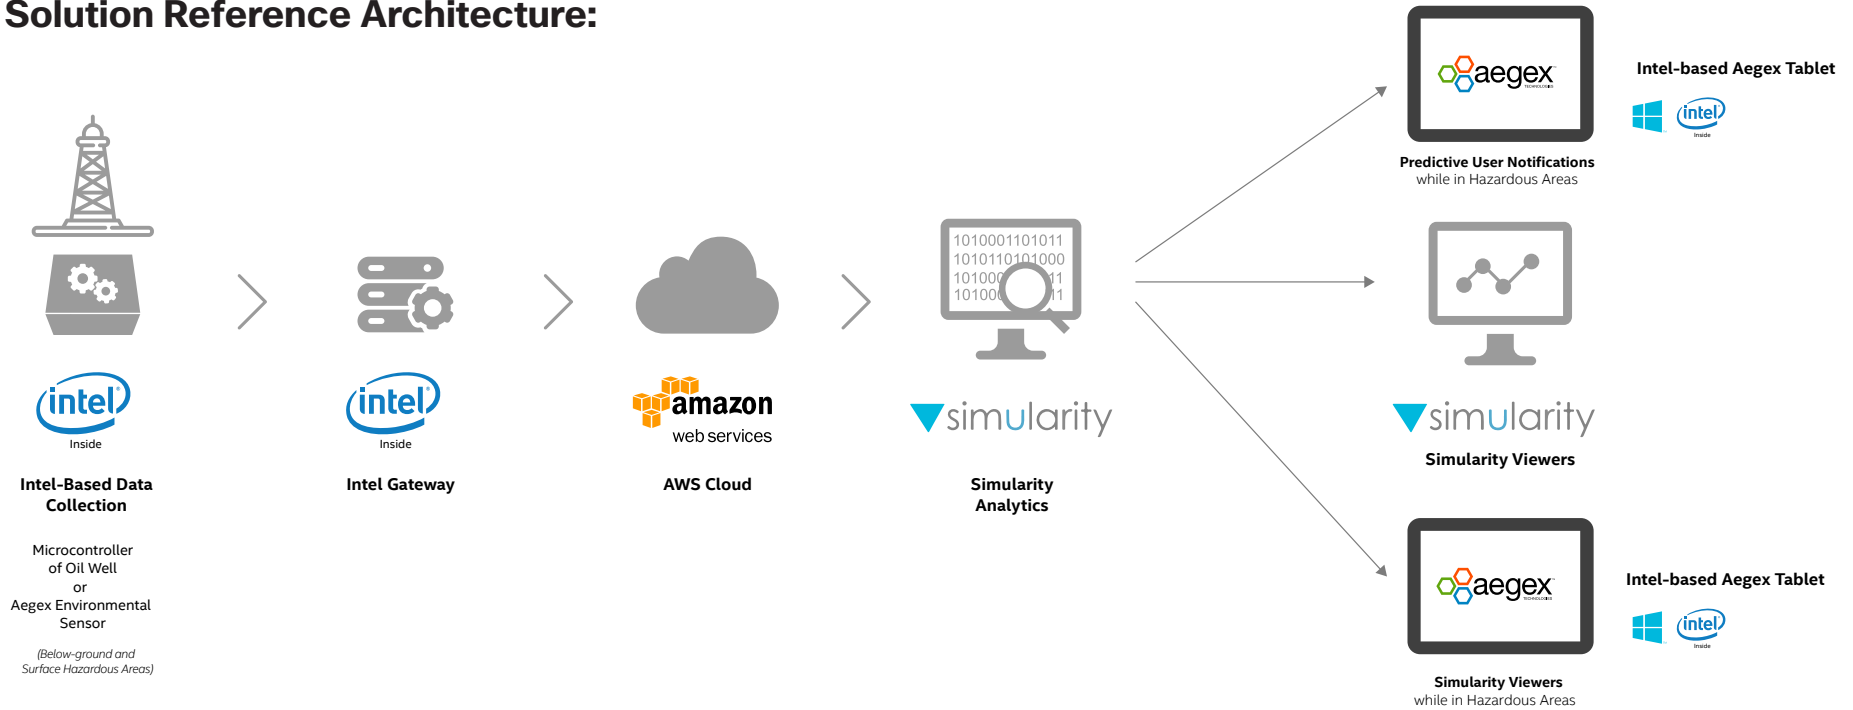 Solution Reference Architecture:
intel
Inside
Intel-Based Data
Collection
Microcontroller
of Oil Well
or
Aegex Environmental
Sensor
(Below-ground and
Surface Hazardous Areas)
intel
Inside
Intel Gateway
amazon
web services
AWS Cloud
1010001101011
1010110101000
101000 11
101000 11
simularity
Simularity
Analytics
aegex
TECHNOLOGIES
Predictive User Notifications
while in Hazardous Areas
Intel-based Aegex Tablet
intel
Inside
simularity
Simularity Viewers
aegex
TECHNOLOGIES
Simularity Viewers
while in Hazardous Areas
Intel-based Aegex Tablet
intel
Inside